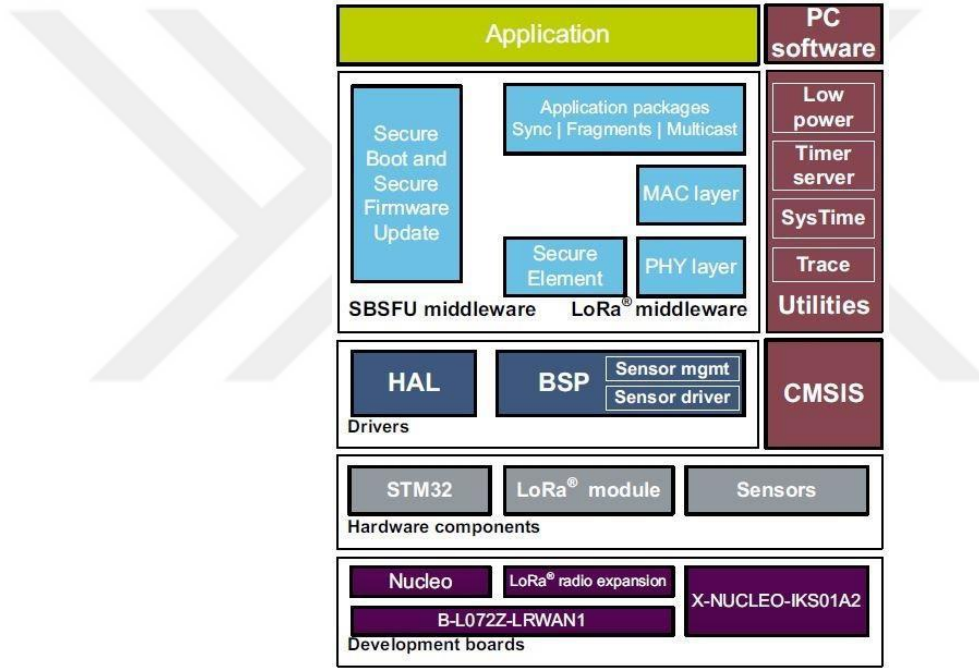 Application
PC
software
Secure
Boot and
Secure
Firmware
Update
Application packages
Sync | Fragments | Multicast
MAC layer
Secure
Element
PHY layer
SBSFU middleware
LoRa® middleware
Low
power
Timer
server
SysTime
Trace
Utilities
HAL
BSP
Sensor mgmt
Sensor driver
Drivers
CMSIS
STM32
LoRa® module
Sensors
Hardware components
Nucleo
LoRa® radio expansion
X-NUCLEO-IKS01A2
B-L072Z-LRWAN1
Development boards